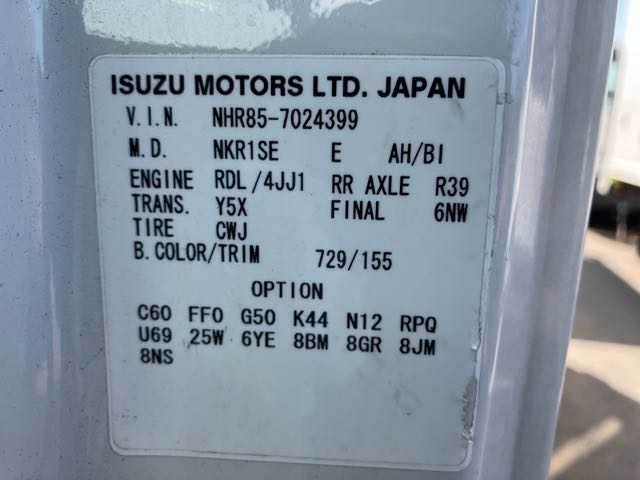 ISUZU MOTORS LTD. JAPAN
V.I.N. NHR85-7024399
M.D. NKR1SE E AH/BI
ENGINE RDL/4JJ1 RR AXLE R39
TRANS. Y5X FINAL 6NW
TIRE CWJ
B.COLOR/TRIM 729/155
OPTION
C60 FF0 G50 K44 N12 RPQ
U69 25W 6YE 8BM 8GR 8JM
8NS